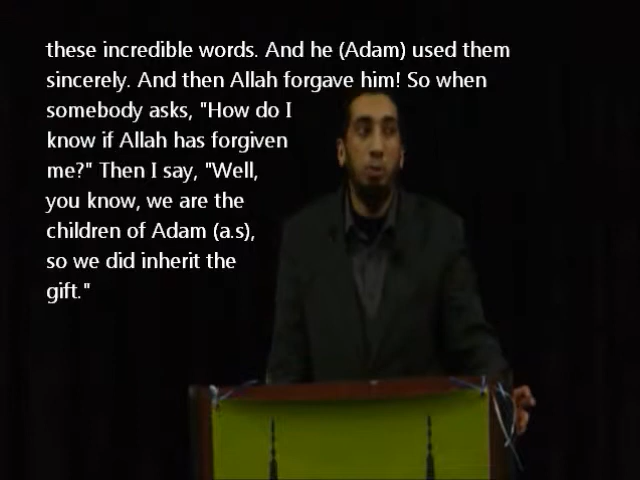 these incredible words. And he (Adam) used them
sincerely. And then Allah forgave him! So when
somebody asks, "How do I
know if Allah has forgiven
me?" Then I say, "Well,
you know, we are the
children of Adam (a.s),
so we did inherit the
gift."